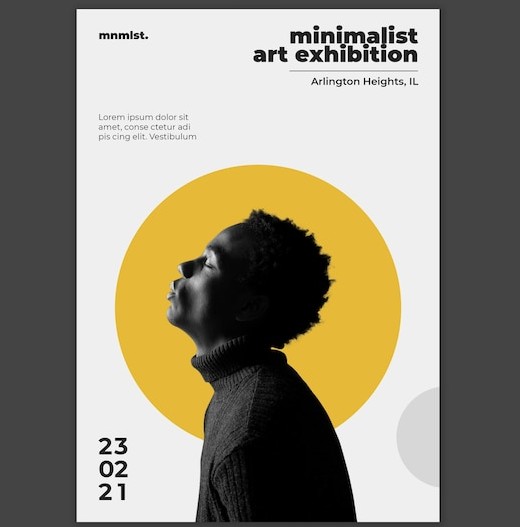 mnmlst.
minimalist
art exhibition
Arlington Heights, IL
Lorem ipsum dolor sit
amet, conse ctetur adi
pis cing elit. Vestibulum
23
02
21